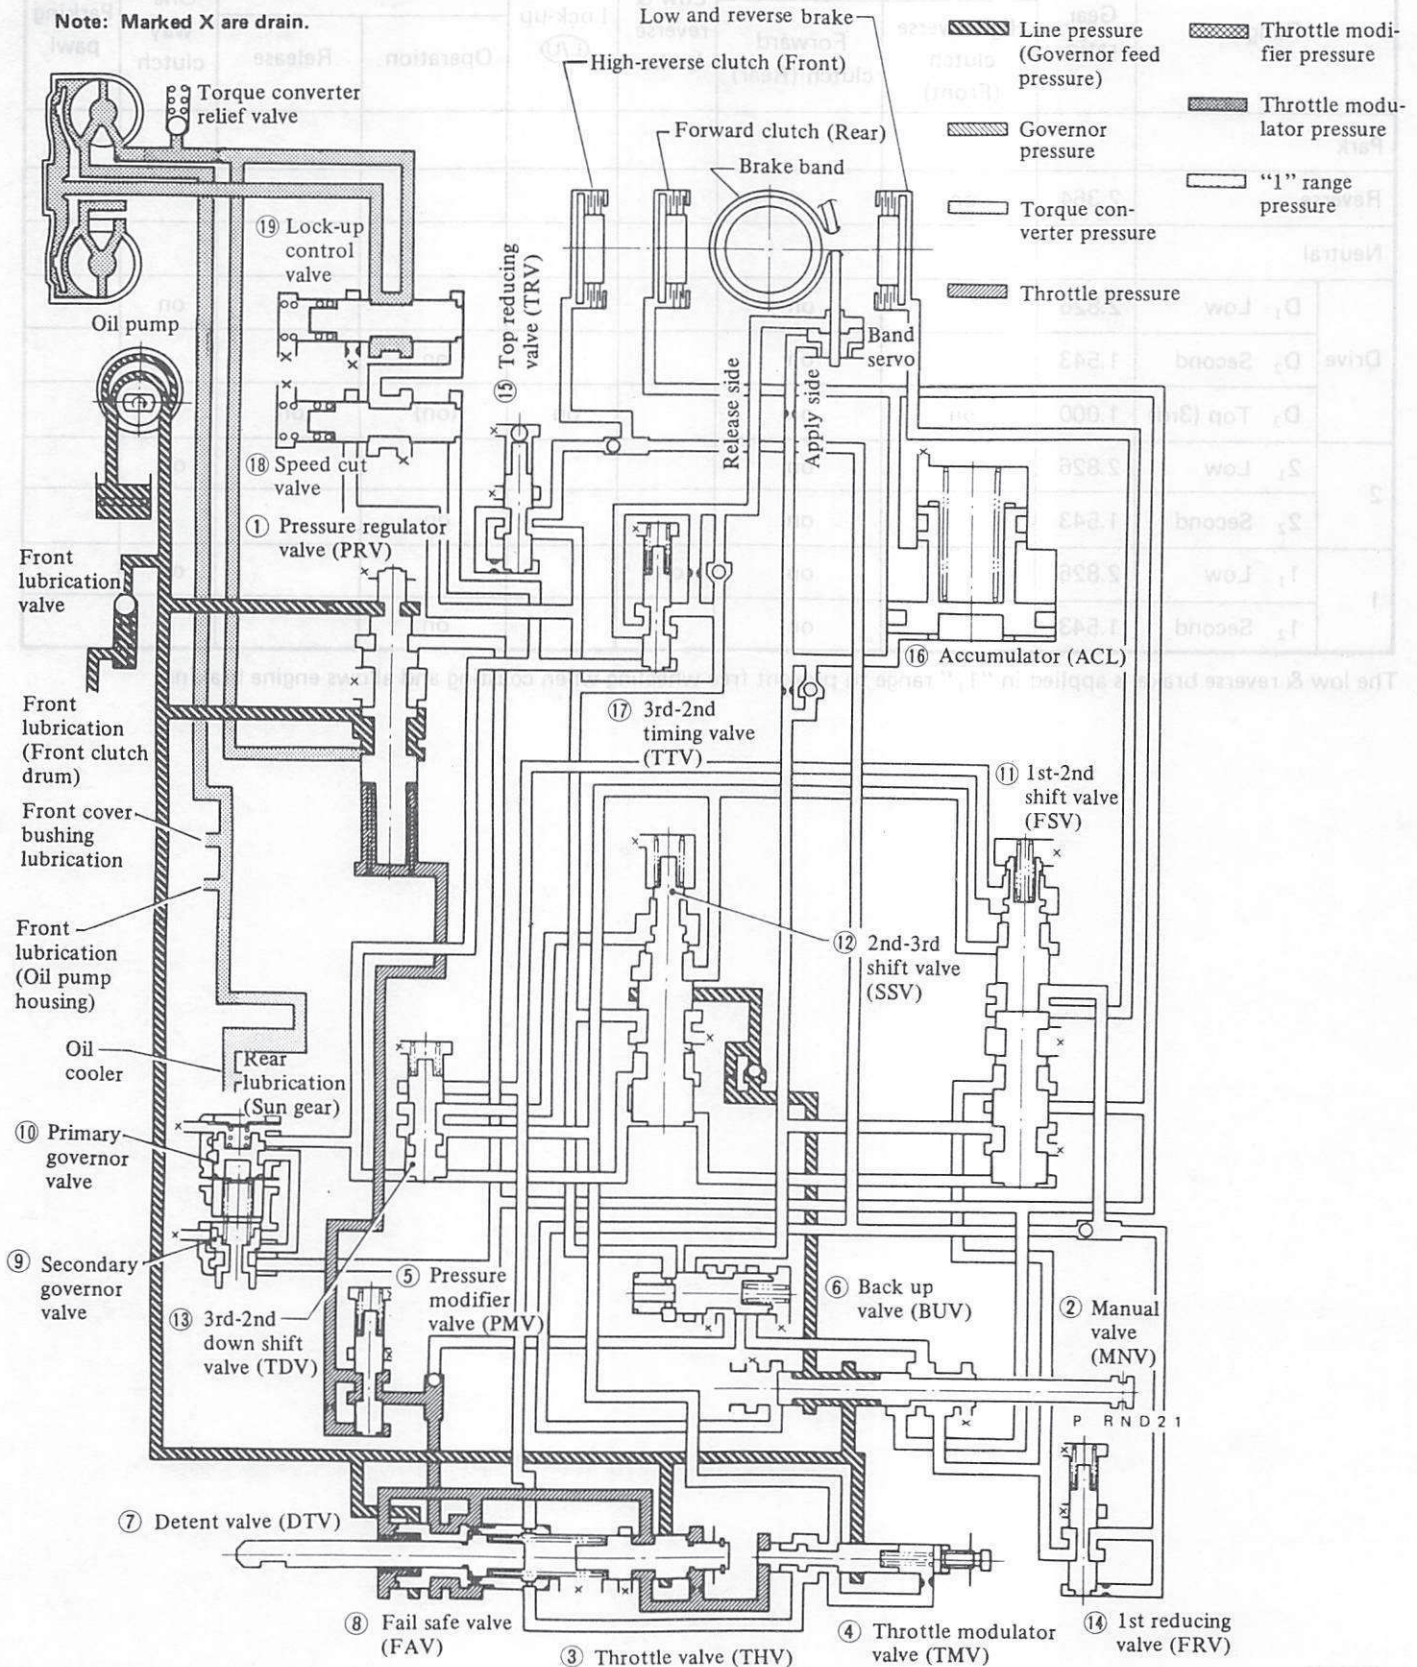 Note: Marked X are drain.
Low and reverse brake
High-reverse clutch (Front)
Forward clutch (Rear)
Brake band
Line pressure
(Governor feed
pressure)
Governor
pressure
Torque con-
verter pressure
Throttle pressure
Throttle modi-
fier pressure
Throttle modu-
lator pressure
“1” range
pressure
Torque converter
relief valve
⑲ Lock-up
control
valve
Oil pump
⑮ Top reducing
valve (TRV)
Release side
Apply side
Band
servo
⑱ Speed cut
valve
① Pressure regulator
valve (PRV)
Front
lubrication
valve
⑯ Accumulator (ACL)
Front
lubrication
(Front clutch
drum)
⑰ 3rd-2nd
timing valve
(TTV)
⑪ 1st-2nd
shift valve
(FSV)
Front cover
bushing
lubrication
Front
lubrication
(Oil pump
housing)
⑫ 2nd-3rd
shift valve
(SSV)
Oil
cooler
Rear
lubrication
(Sun gear)
⑩ Primary
governor
valve
⑨ Secondary
governor
valve
⑤ Pressure
modifier
valve (PMV)
⑥ Back up
valve (BUV)
② Manual
valve
(MNV)
⑬ 3rd-2nd
down shift
valve (TDV)
P R N D 2 1
⑦ Detent valve (DTV)
⑧ Fail safe valve
(FAV)
③ Throttle valve (THV)
④ Throttle modulator
valve (TMV)
⑭ 1st reducing
valve (FRV)